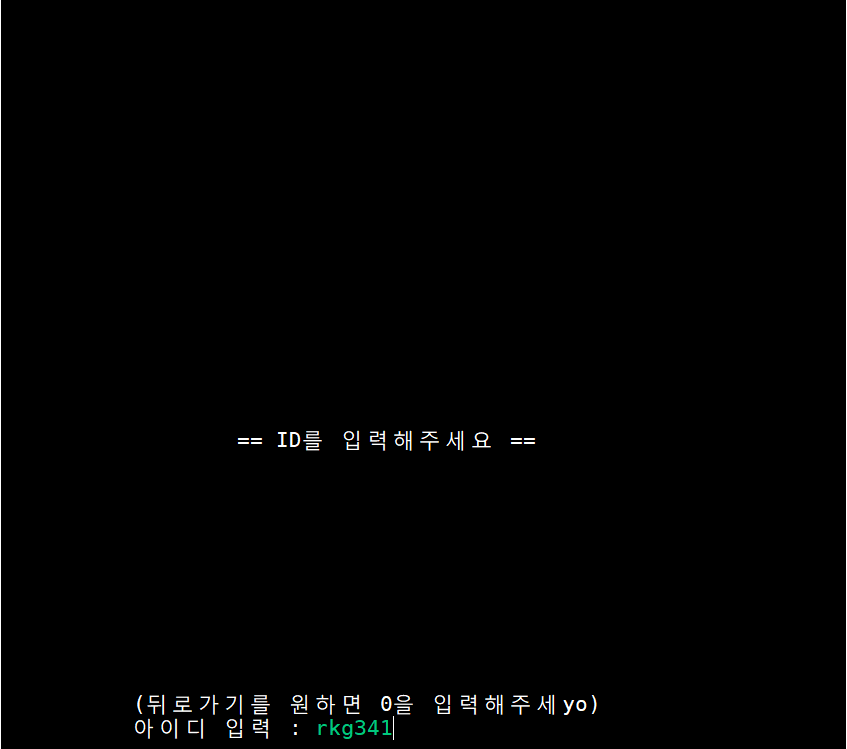 == ID를 입력해주세요 ==
(뒤로가기를 원하면 0을 입력해주세yo)
아이디 입력 : rkg341